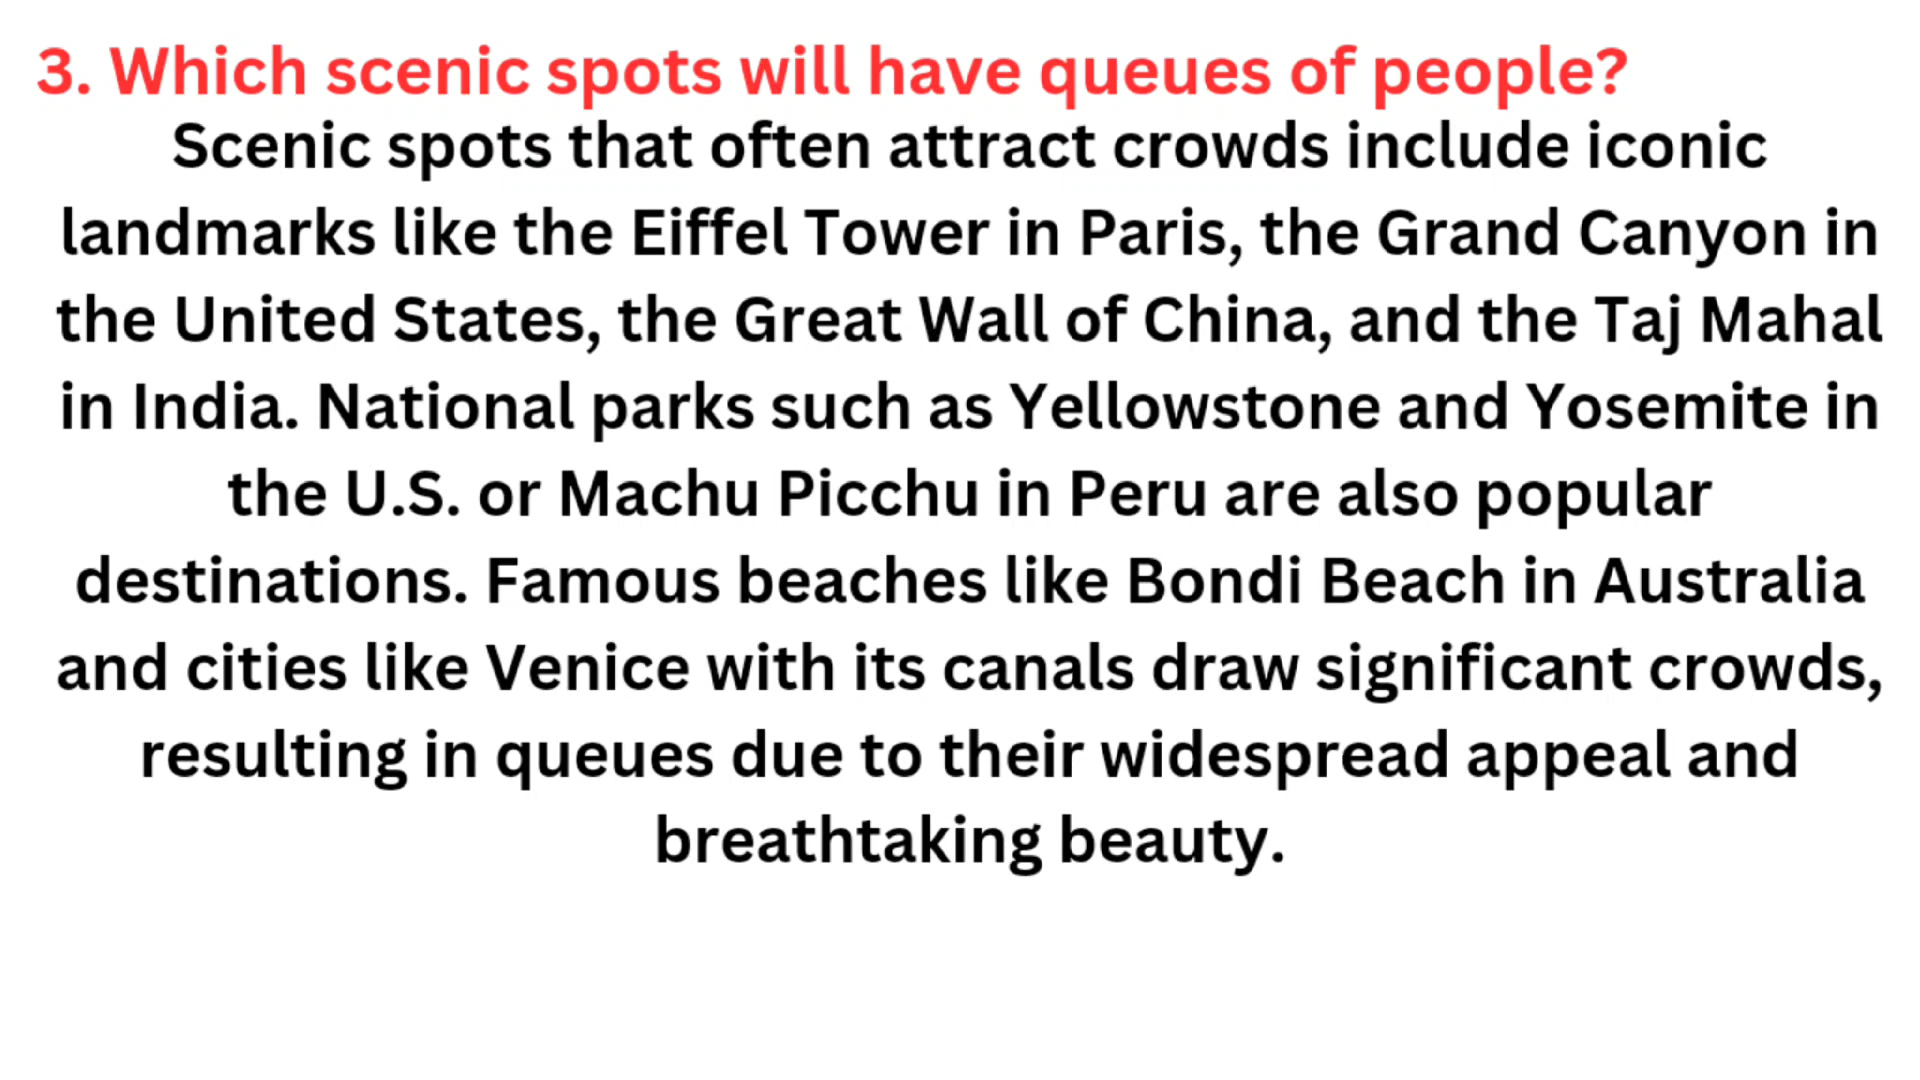 3. Which scenic spots will have queues of people?
Scenic spots that often attract crowds include iconic
landmarks like the Eiffel Tower in Paris, the Grand Canyon in
the United States, the Great Wall of China, and the Taj Mahal
in India. National parks such as Yellowstone and Yosemite in
the U.S. or Machu Picchu in Peru are also popular
destinations. Famous beaches like Bondi Beach in Australia
and cities like Venice with its canals draw significant crowds,
resulting in queues due to their widespread appeal and
breathtaking beauty.